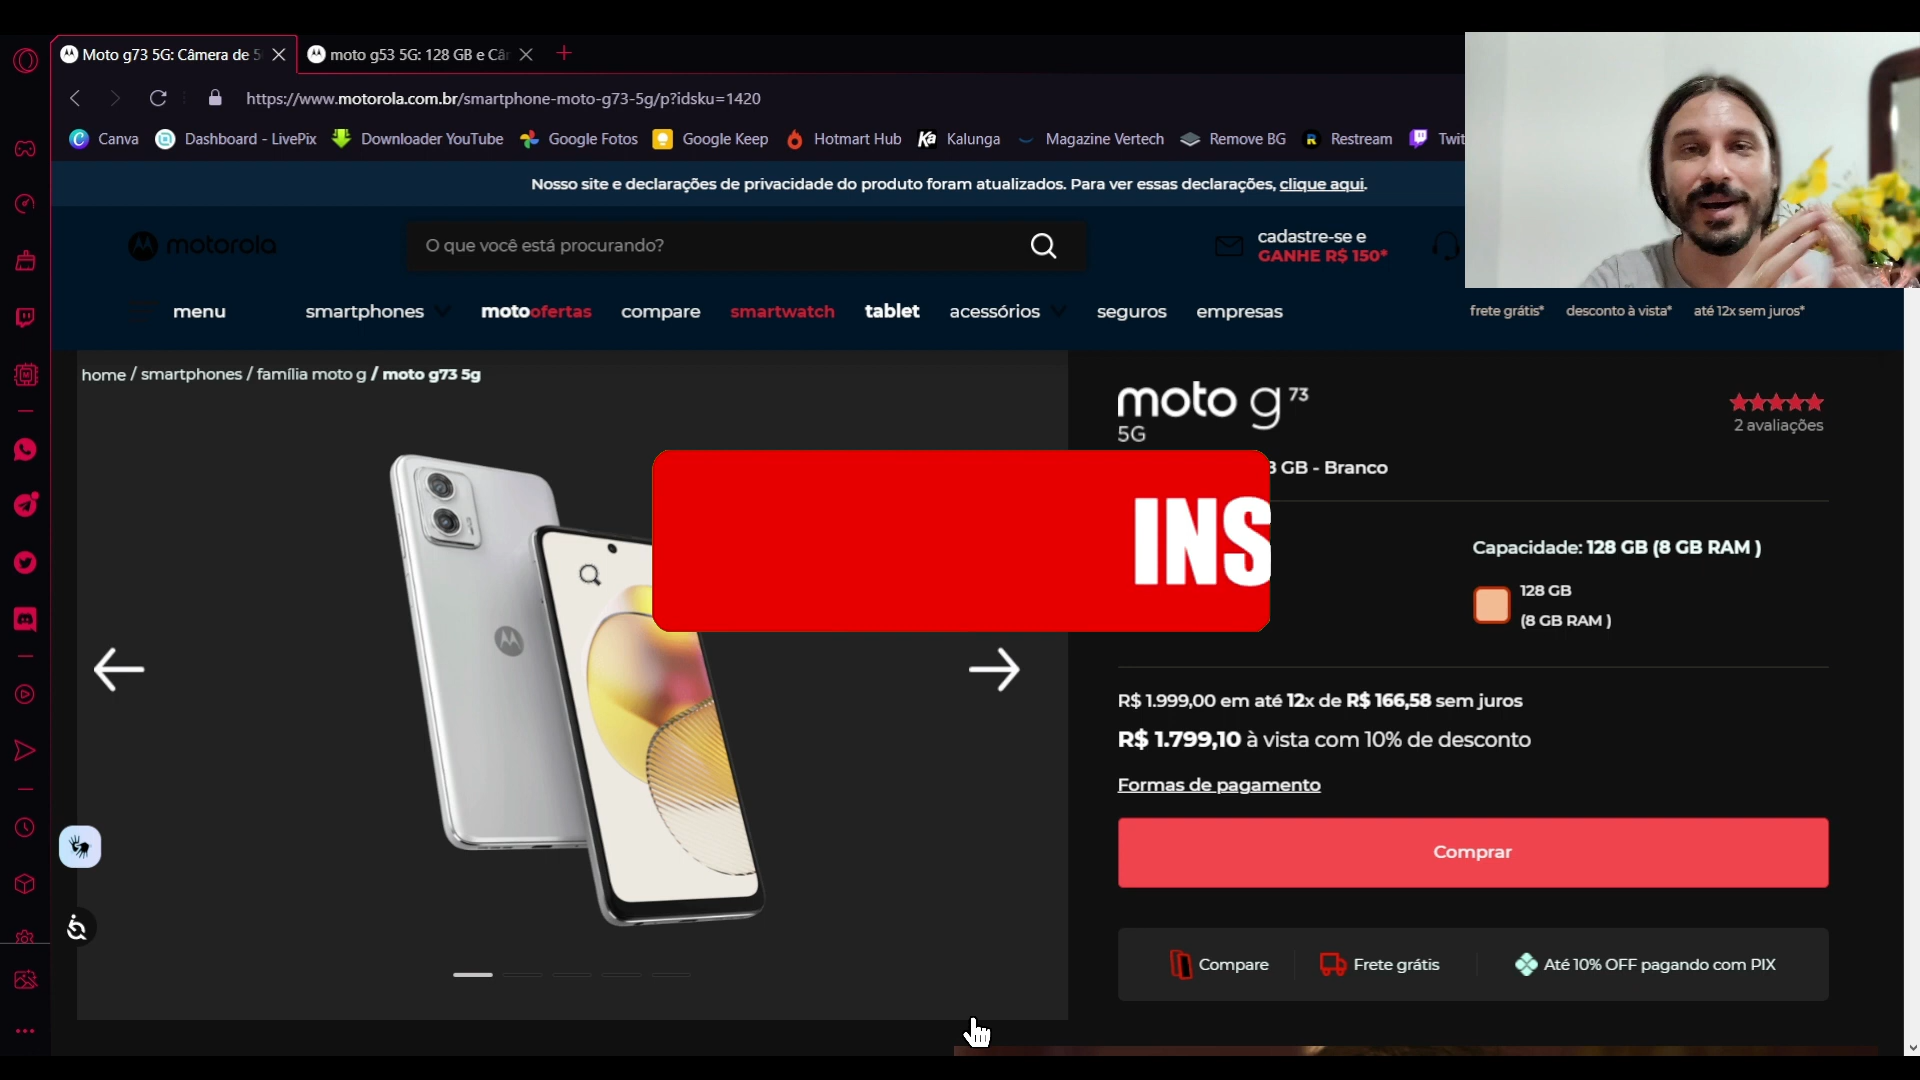 Moto g73 5G: Câmera de 5
moto g53 5G: 128 GB e Câ
https://www.motorola.com.br/smartphone-moto-g73-5g/p?idsku=1420
Canva
Dashboard - LivePix
Downloader YouTube
Google Fotos
Google Keep
Hotmart Hub
Ka Kalunga
Magazine Vertech
Remove BG
R Restream
Twit
Nosso site e declarações de privacidade do produto foram atualizados. Para ver essas declarações, clique aqui.
motorola
O que você está procurando?
cadastre-se e
GANHE R$ 150*
menu
smartphones
motoofertas
compare
smartwatch
tablet
acessórios
seguros
empresas
frete grátis*
desconto à vista*
até 12x sem juros*
home / smartphones / família moto g / moto g73 5g
moto g 73
5G
2 avaliações
GB - Branco
INS
Capacidade: 128 GB (8 GB RAM )
128 GB
(8 GB RAM )
R$ 1.999,00 em até 12x de R$ 166,58 sem juros
R$ 1.799,10 à vista com 10% de desconto
Formas de pagamento
Comprar
Compare
Frete grátis
Até 10% OFF pagando com PIX